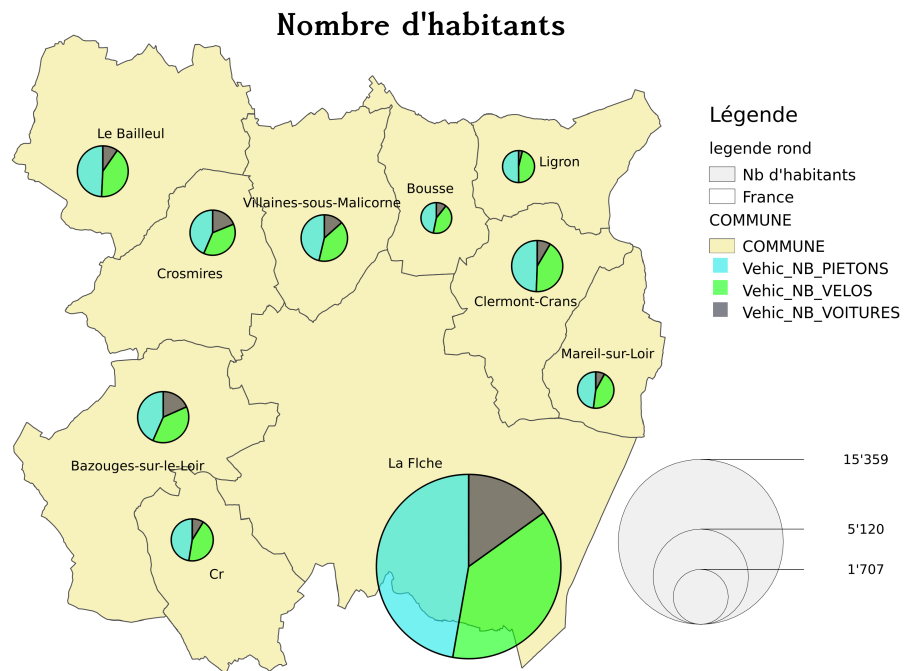 Nombre d'habitants
Le Bailleul
Ligron
Villaines-sous-Malicorne
Bousse
Crosmires
Clermont-Crans
Mareil-sur-Loir
Bazouges-sur-le-Loir
La Flche
Cr
Légende
legende rond
Nb d'habitants
France
COMMUNE
COMMUNE
Vehic_NB_PIETONS
Vehic_NB_VELOS
Vehic_NB_VOITURES
15'359
5'120
1'707